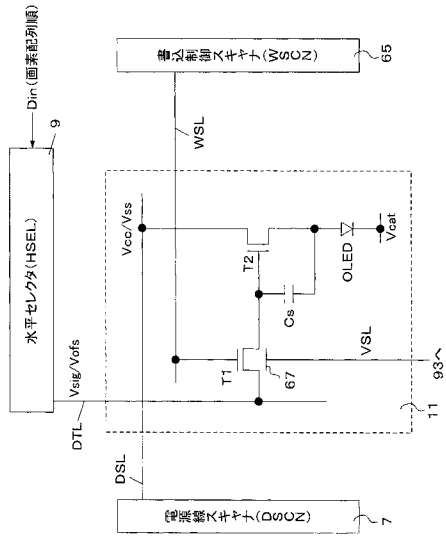 Din(画素配列順)
9
水平セレクタ(HSEL)
書込制御スキャナ(WSCN)
65
WSL
Vsig/Vofs
DTL
Vcc/Vss
T2
Cs
OLED
Vcat
T1
67
VSL
93へ
11
DSL
電源線スキャナ(DSCN)
7